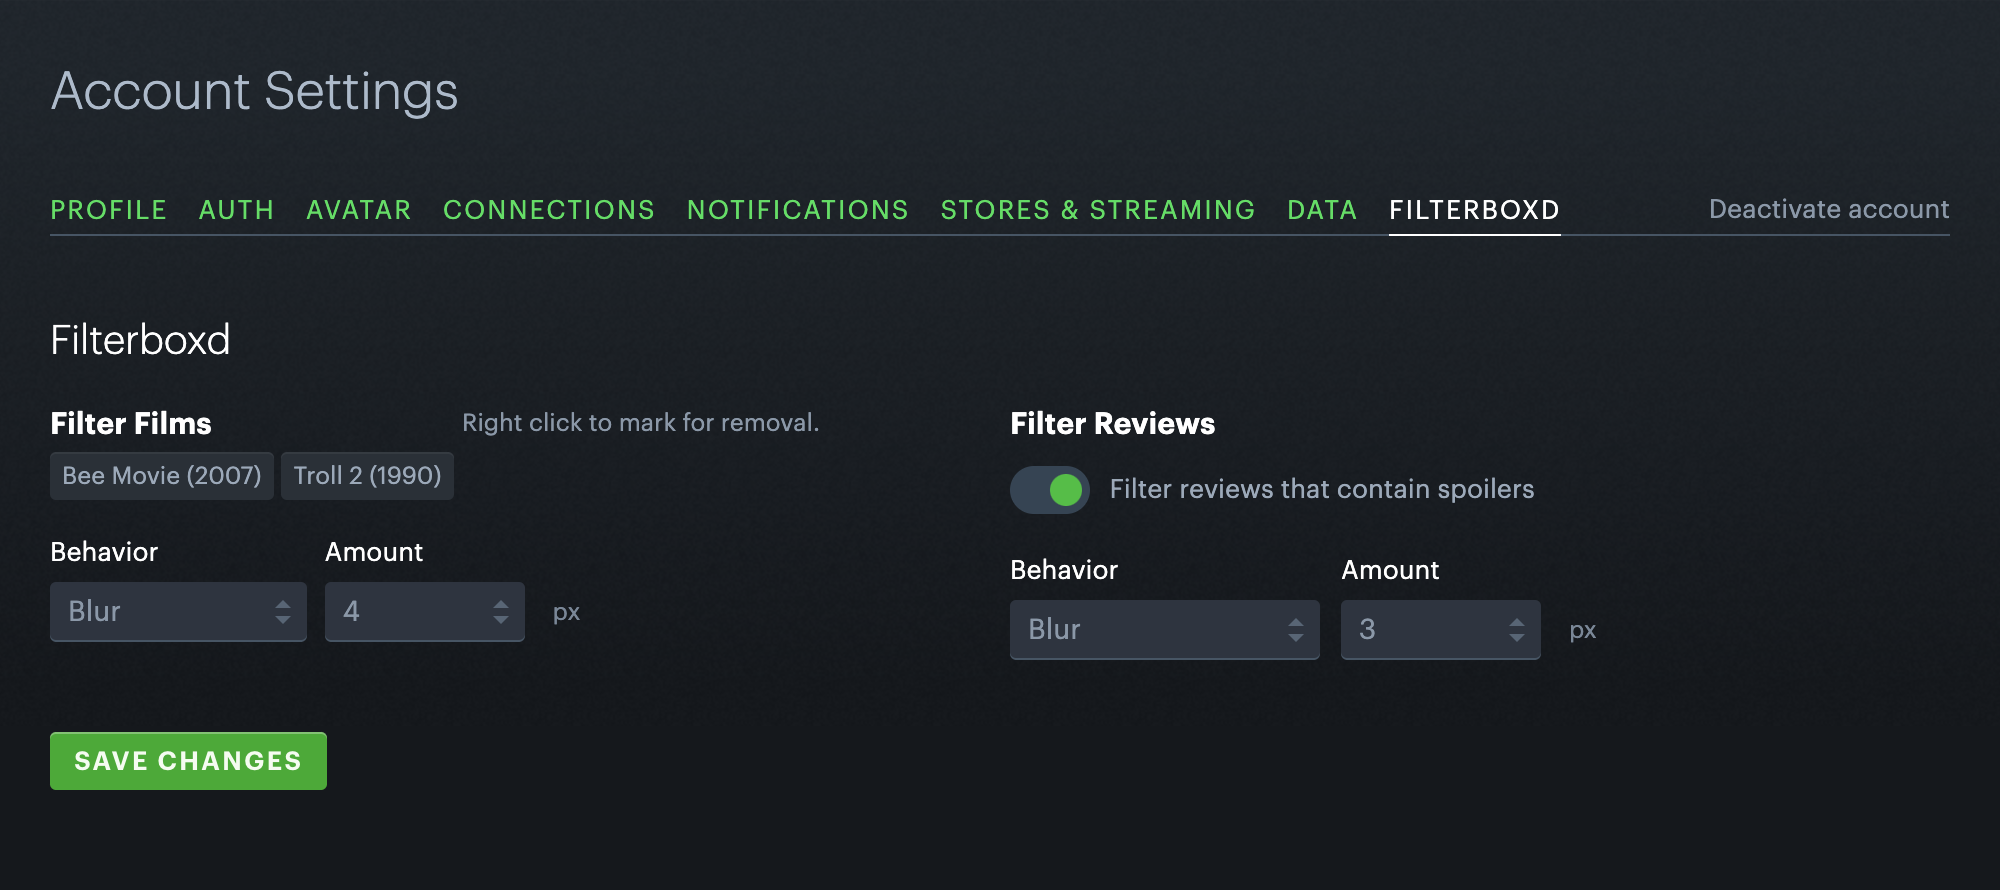 Account Settings
PROFILE AUTH AVATAR CONNECTIONS NOTIFICATIONS STORES & STREAMING DATA FILTERBOXD Deactivate account
Filterboxd
Filter Films Right click to mark for removal.
Bee Movie (2007) Troll 2 (1990)
Behavior Amount
Blur 4 px
Filter Reviews
Filter reviews that contain spoilers
Behavior Amount
Blur 3 px
SAVE CHANGES